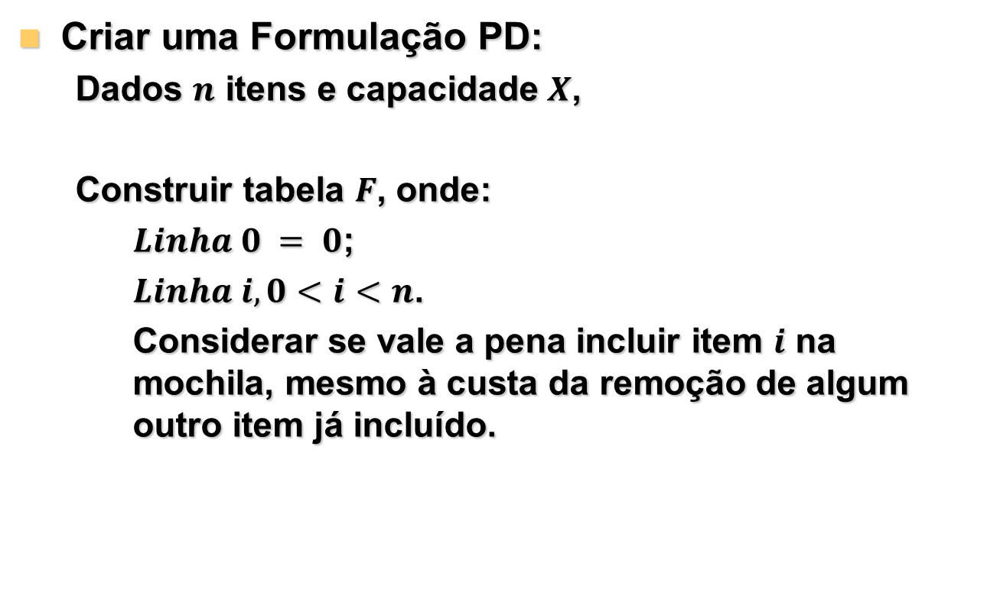 Criar uma Formulação PD:
Dados n itens e capacidade X,
Construir tabela F, onde:
Linha 0 = 0;
Linha i, 0 < i < n.
Considerar se vale a pena incluir item i na
mochila, mesmo à custa da remoção de algum
outro item já incluído.